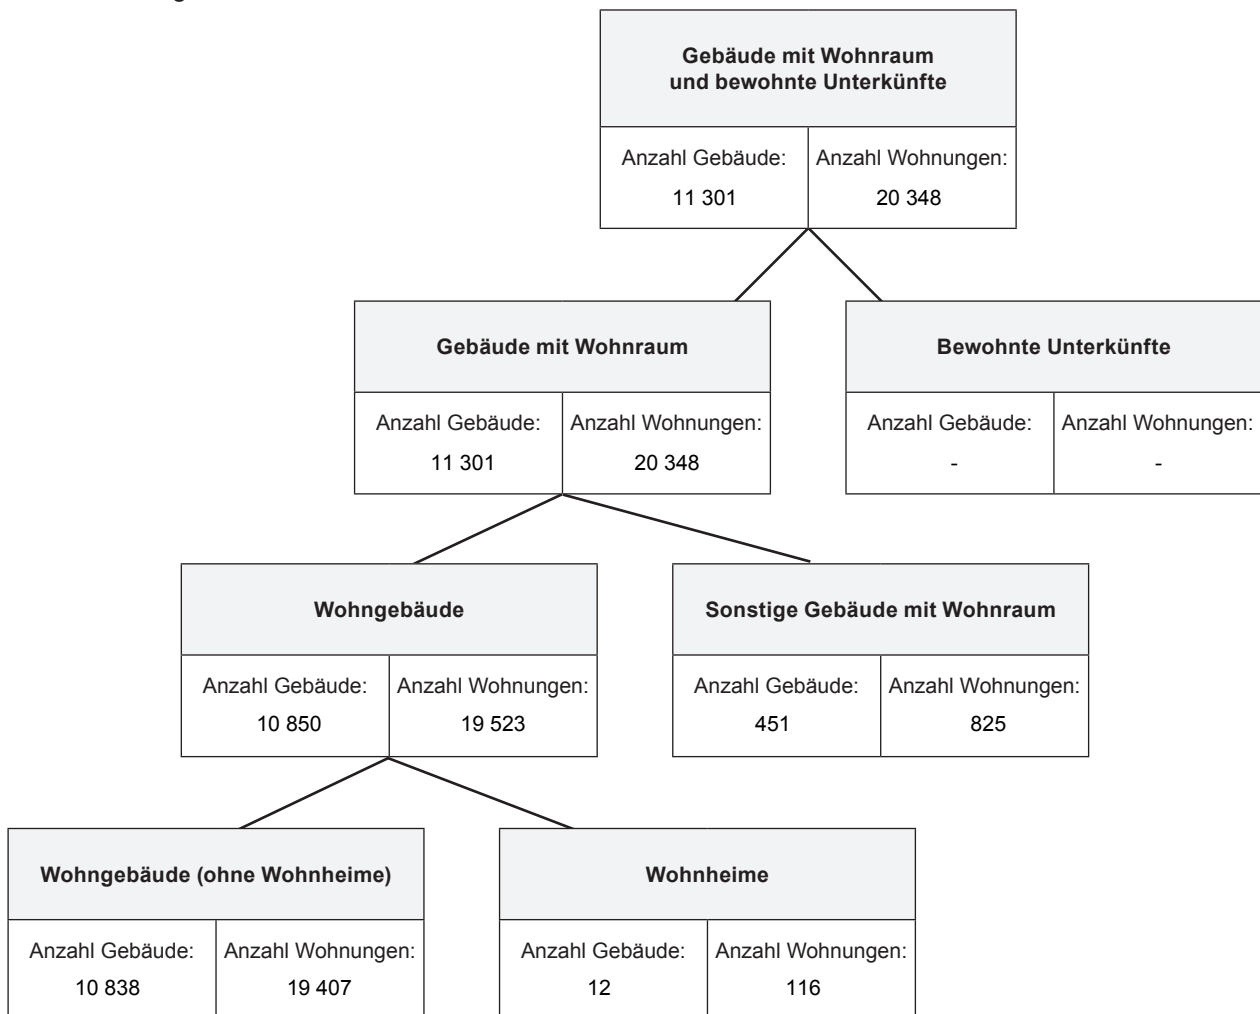 Gebäude mit Wohnraum
und bewohnte Unterkünfte
Anzahl Gebäude: Anzahl Wohnungen:
11 301 20 348
Gebäude mit Wohnraum Bewohnte Unterkünfte
Anzahl Gebäude: Anzahl Wohnungen: Anzahl Gebäude: Anzahl Wohnungen:
11 301 20 348 - -
Wohngebäude Sonstige Gebäude mit Wohnraum
Anzahl Gebäude: Anzahl Wohnungen: Anzahl Gebäude: Anzahl Wohnungen:
10 850 19 523 451 825
Wohngebäude (ohne Wohnheime) Wohnheime
Anzahl Gebäude: Anzahl Wohnungen: Anzahl Gebäude: Anzahl Wohnungen:
10 838 19 407 12 116